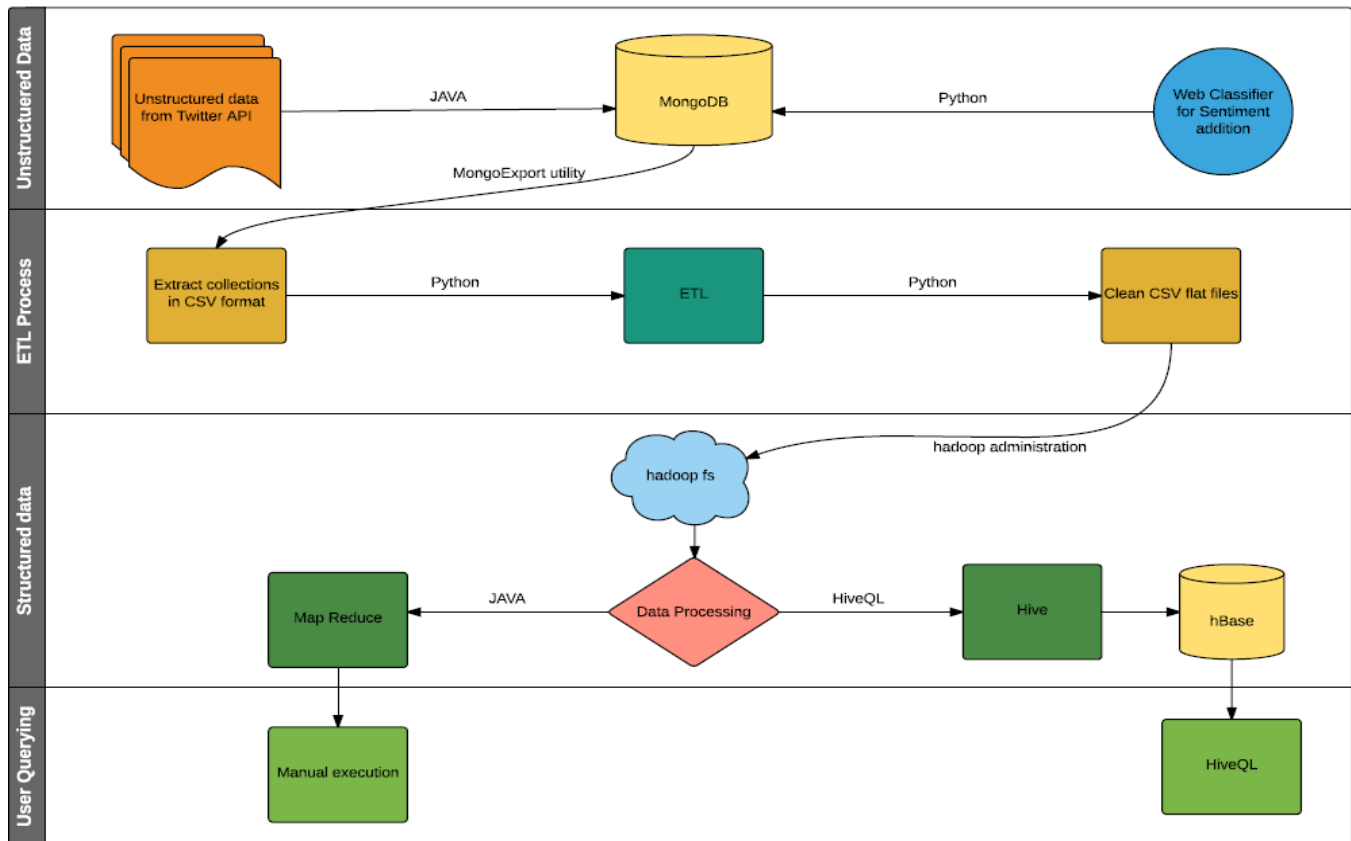 Unstructuered Data
Unstructured data
from Twitter API
JAVA
MongoDB
Python
Web Classifier
for Sentiment
addition
MongoExport utility
ETL Process
Extract collections
in CSV format
Python
ETL
Python
Clean CSV flat files
Structured data
hadoop fs
hadoop administration
Map Reduce
JAVA
Data Processing
HiveQL
Hive
hBase
User Querying
Manual execution
HiveQL